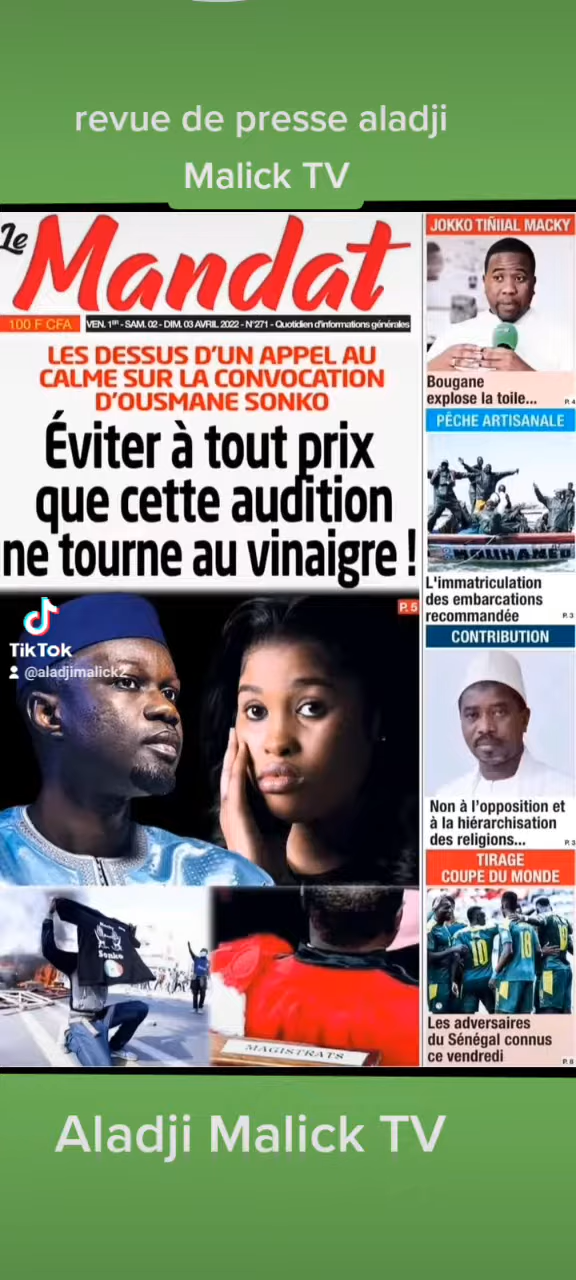 revue de presse aladji
Malick TV
Le
Mandat
100 F CFA
VEN. 1er - SAM. 02 - DIM. 03 AVRIL 2022 - N°271 - Quotidien d'informations générales
LES DESSUS D'UN APPEL AU
CALME SUR LA CONVOCATION
D'OUSMANE SONKO
Éviter à tout prix
que cette audition
ne tourne au vinaigre !
P. 5
TikTok
@aladjimalick2
Sonko
MAGISTRATS
JOKKO TIÑIIAL MACKY
Bougane
explose la toile...
P. 4
PÊCHE ARTISANALE
L'immatriculation
des embarcations
recommandée
P. 3
CONTRIBUTION
Non à l'opposition et
à la hiérarchisation
des religions...
P. 3
TIRAGE
COUPE DU MONDE
10
18
Les adversaires
du Sénégal connus
ce vendredi
P. 8
Aladji Malick TV